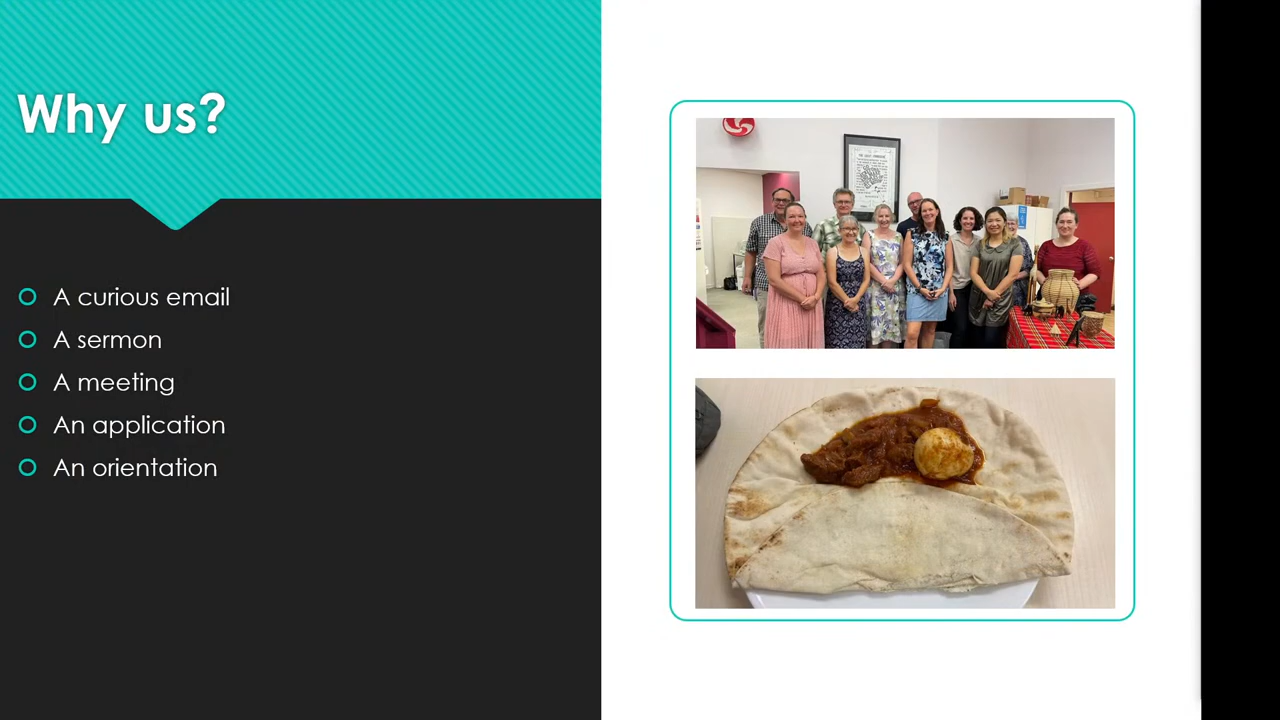 Why us?
A curious email
A sermon
A meeting
An application
An orientation